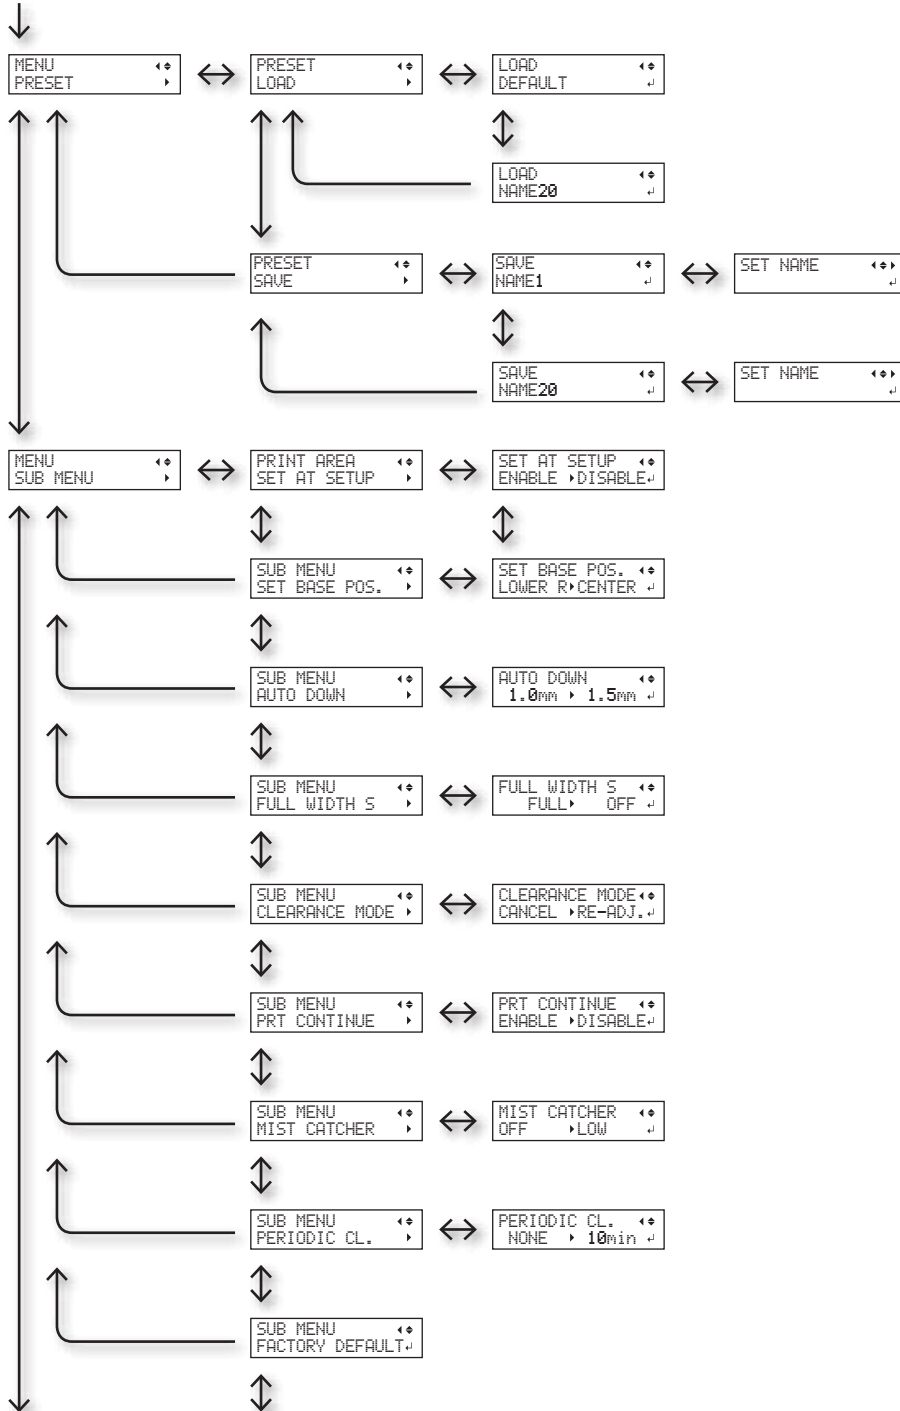 MENU
PRESET
PRESET
LOAD
LOAD
DEFAULT
LOAD
NAME20
PRESET
SAVE
SAVE
NAME1
SET NAME
SAVE
NAME20
SET NAME
MENU
SUB MENU
PRINT AREA
SET AT SETUP
SET AT SETUP
ENABLE DISABLE
SUB MENU
SET BASE POS.
SET BASE POS.
LOWER R CENTER
SUB MENU
AUTO DOWN
AUTO DOWN
1.0mm 1.5mm
SUB MENU
FULL WIDTH S
FULL WIDTH S
FULL OFF
SUB MENU
CLEARANCE MODE
CLEARANCE MODE
CANCEL RE-ADJ.
SUB MENU
PRT CONTINUE
PRT CONTINUE
ENABLE DISABLE
SUB MENU
MIST CATCHER
MIST CATCHER
OFF LOW
SUB MENU
PERIODIC CL.
PERIODIC CL.
NONE 10min
SUB MENU
FACTORY DEFAULT